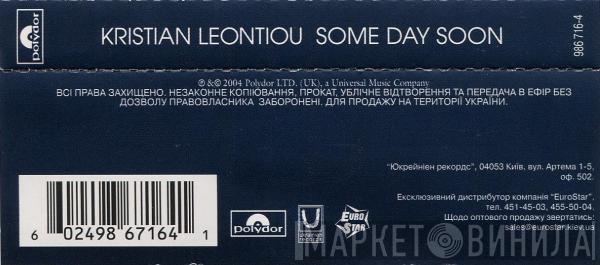 polydor
KRISTIAN LEONTIOU SOME DAY SOON
986 716-4
℗ &© 2004 Polydor LTD. (UK), a Universal Music Company
ВСІ ПРАВА ЗАХИЩЕНО. НЕЗАКОННЕ КОПІЮВАННЯ, ПРОКАТ, УБЛІЧНЕ ВІДТВОРЕННЯ ТА ПЕРЕДАЧА В ЕФІР БЕЗ
ДОЗВОЛУ ПРАВОВЛАСНИКА ЗАБОРОНЕНІ. ДЛЯ ПРОДАЖУ НА ТЕРИТОРІЇ УКРАЇНИ.
"Юкрейніен рекордс", 04053 Київ, вул. Артема 1-5,
оф. 502.
Ексклюзивний дистрибутор компанія "EuroStar",
тел. 451-45-03, 455-50-04.
Щодо оптового продажу звертатись:
sales@eurostar.kiev.ua
6 02498 67164 1
polydor
U
ukrainian records
EURO STAR
МАРКЕТ ВИНИЛА